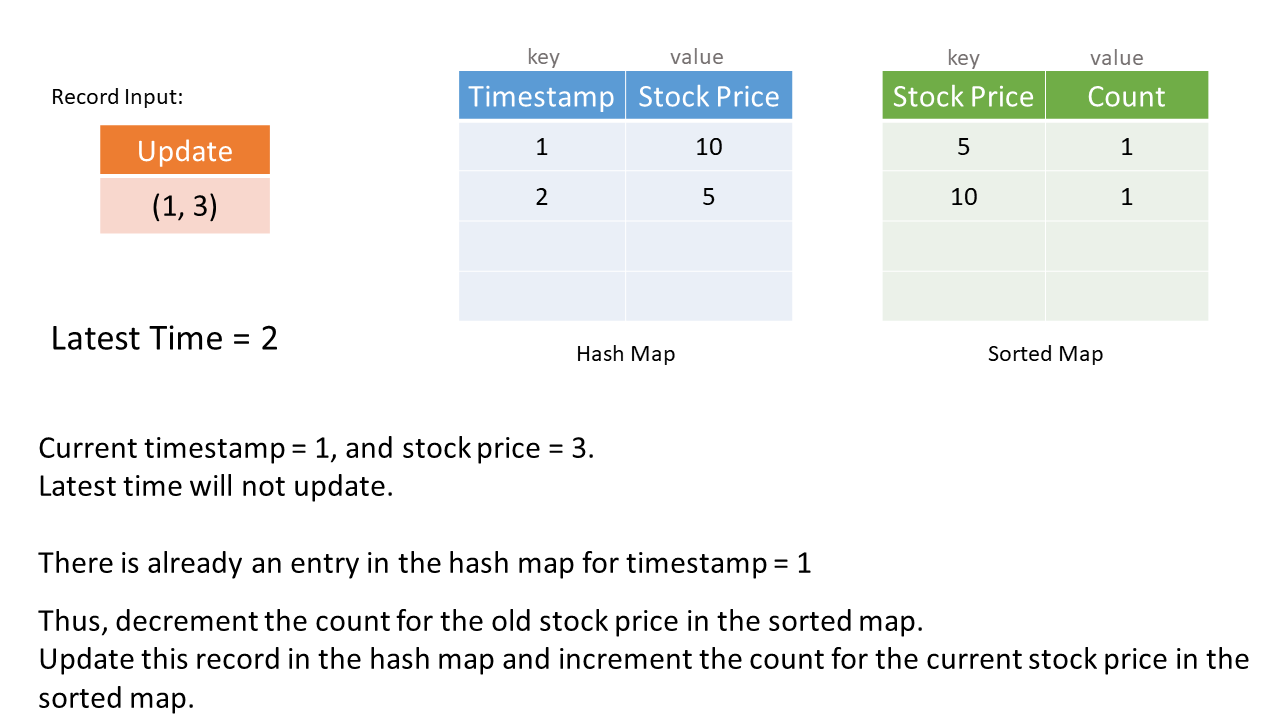 key value
key value
Record Input:
Timestamp Stock Price
Stock Price Count
Update
1 10
5 1
(1, 3)
2 5
10 1
Latest Time = 2
Hash Map
Sorted Map
Current timestamp = 1, and stock price = 3.
Latest time will not update.
There is already an entry in the hash map for timestamp = 1
Thus, decrement the count for the old stock price in the sorted map.
Update this record in the hash map and increment the count for the current stock price in the
sorted map.